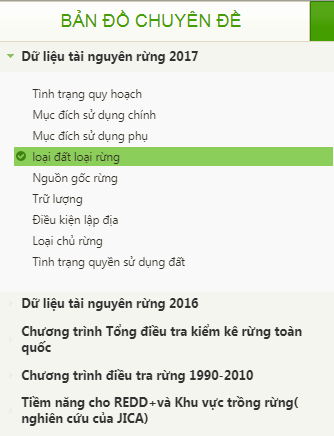 BẢN ĐỒ CHUYÊN ĐỀ
Dữ liệu tài nguyên rừng 2017
Tình trạng quy hoạch
Mục đích sử dụng chính
Mục đích sử dụng phụ
loại đất loại rừng
Nguồn gốc rừng
Trữ lượng
Điều kiện lập địa
Loại chủ rừng
Tình trạng quyền sử dụng đất
Dữ liệu tài nguyên rừng 2016
Chương trình Tổng điều tra kiểm kê rừng toàn
quốc
Chương trình điều tra rừng 1990-2010
Tiềm năng cho REDD+và Khu vực trồng rừng(
nghiên cứu của JICA)